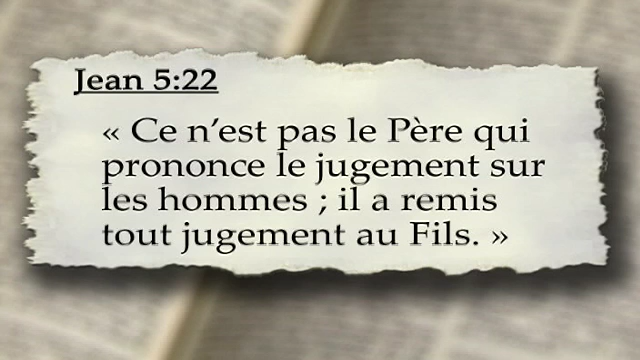 Jean 5:22
« Ce n’est pas le Père qui
prononce le jugement sur
les hommes ; il a remis
tout jugement au Fils. »